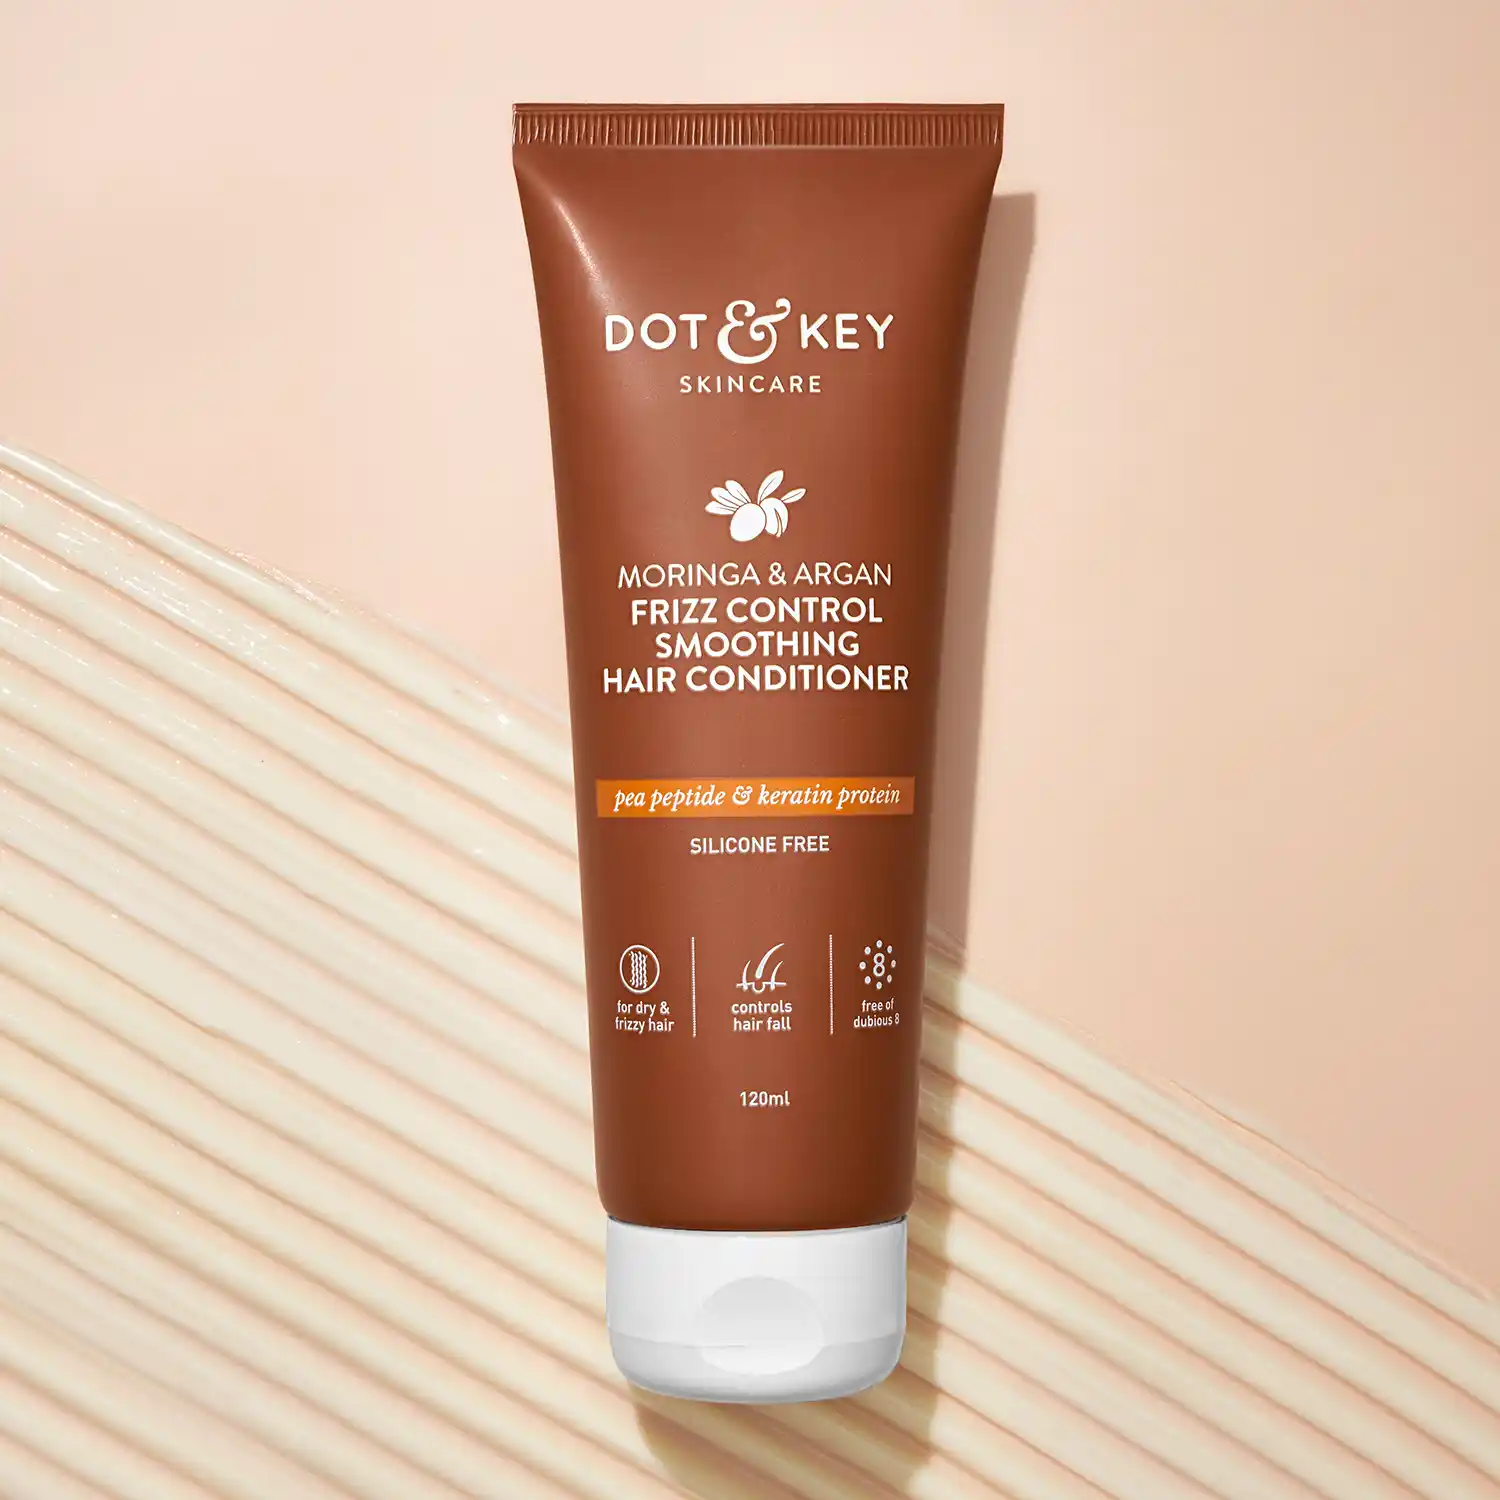 DOT & KEY
SKINCARE
MORINGA & ARGAN
FRIZZ CONTROL
SMOOTHING
HAIR CONDITIONER
pea peptide & keratin protein
SILICONE FREE
for dry &
frizzy hair
controls
hair fall
8
free of
dubious 8
120ml